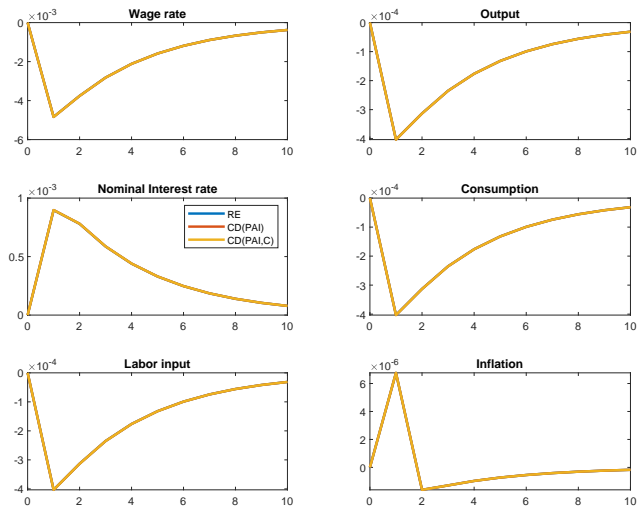 Wage rate
×10⁻³
0
-2
-4
-6
0 2 4 6 8 10
Output
×10⁻⁴
0
-1
-2
-3
-4
0 2 4 6 8 10
Nominal Interest rate
×10⁻³
1
0.5
0
0 2 4 6 8 10
RE
CD(PAI)
CD(PAI,C)
Consumption
×10⁻⁴
0
-1
-2
-3
-4
0 2 4 6 8 10
Labor input
×10⁻⁴
0
-1
-2
-3
-4
0 2 4 6 8 10
Inflation
×10⁻⁶
6
4
2
0
0 2 4 6 8 10